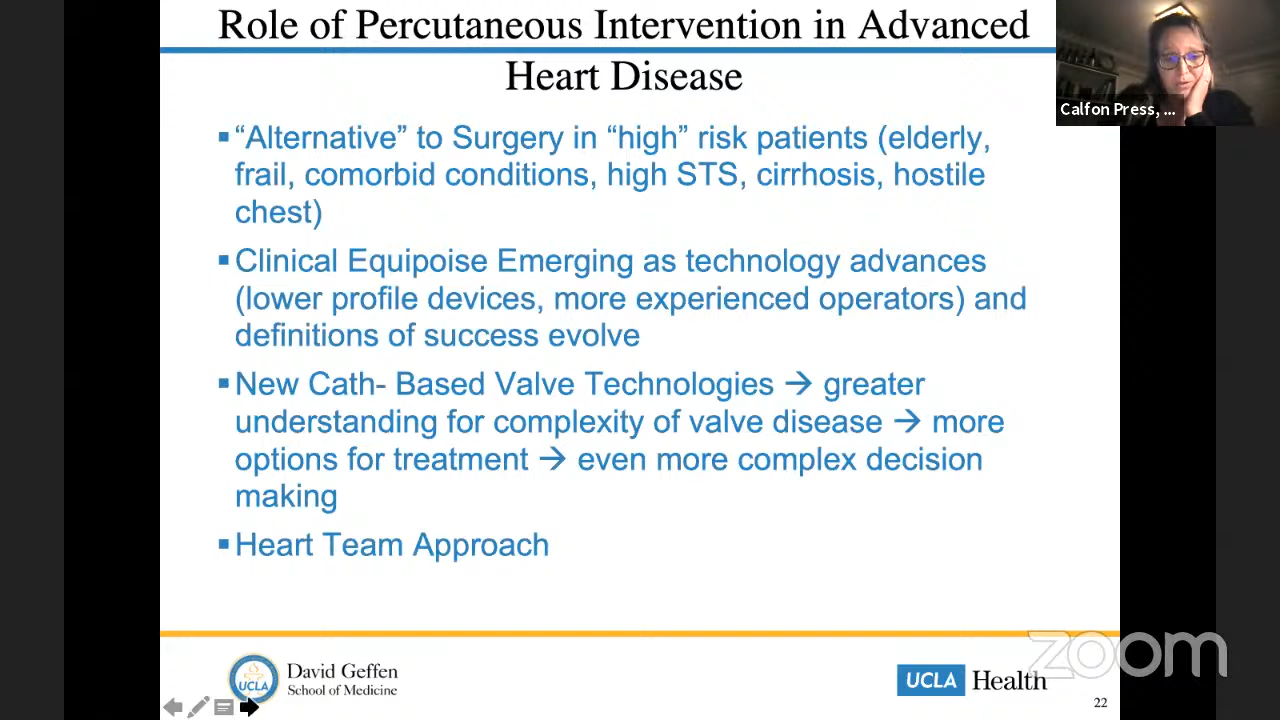 Role of Percutaneous Intervention in Advanced
Heart Disease
Calfon Press, ...
▪“Alternative” to Surgery in “high” risk patients (elderly,
frail, comorbid conditions, high STS, cirrhosis, hostile
chest)
▪Clinical Equipoise Emerging as technology advances
(lower profile devices, more experienced operators) and
definitions of success evolve
▪New Cath- Based Valve Technologies → greater
understanding for complexity of valve disease → more
options for treatment → even more complex decision
making
▪Heart Team Approach
zoom
UCLA
David Geffen
School of Medicine
UCLA Health
22